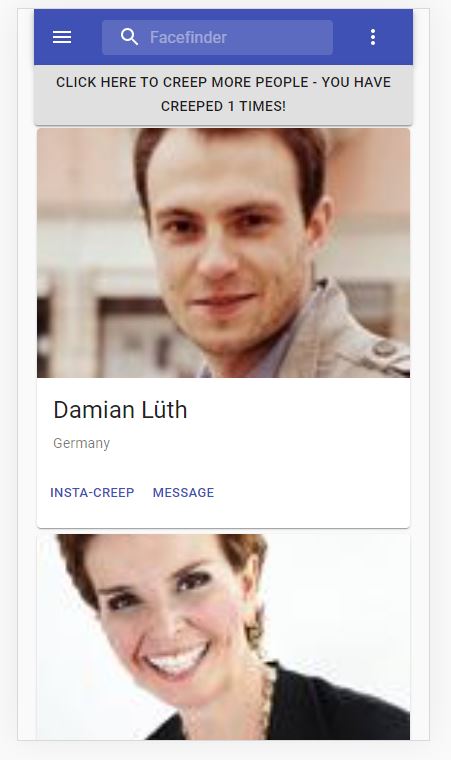 Facefinder
CLICK HERE TO CREEP MORE PEOPLE - YOU HAVE
CREEPED 1 TIMES!
Damian Lüth
Germany
INSTA-CREEP MESSAGE